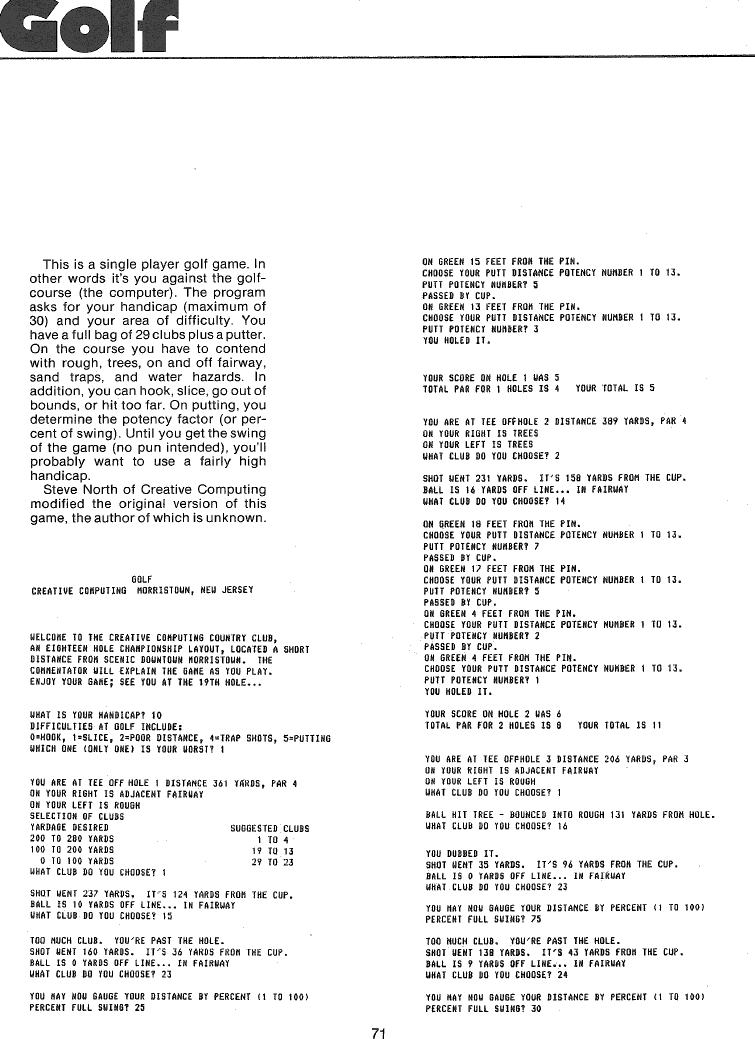 Golf
This is a single player golf game. In
other words it's you against the golf-
course (the computer). The program
asks for your handicap (maximum of
30) and your area of difficulty. You
have a full bag of 29 clubs plus a putter.
On the course you have to contend
with rough, trees, on and off fairway,
sand traps, and water hazards. In
addition, you can hook, slice, go out of
bounds, or hit too far. On putting, you
determine the potency factor (or per-
cent of swing). Until you get the swing
of the game (no pun intended), you'll
probably want to use a fairly high
handicap.
Steve North of Creative Computing
modified the original version of this
game, the author of which is unknown.
GOLF
CREATIVE COMPUTING MORRISTOWN, NEW JERSEY
WELCOME TO THE CREATIVE COMPUTING COUNTRY CLUB,
AN EIGHTEEN HOLE CHAMPIONSHIP LAYOUT, LOCATED A SHORT
DISTANCE FROM SCENIC DOWNTOWN MORRISTOWN. THE
COMMENTATOR WILL EXPLAIN THE GAME AS YOU PLAY.
ENJOY YOUR GAME; SEE YOU AT THE 19TH HOLE...
WHAT IS YOUR HANDICAP? 10
DIFFICULTIES AT GOLF INCLUDE:
0=HOOK, 1=SLICE, 2=POOR DISTANCE, 4=TRAP SHOTS, 5=PUTTING
WHICH ONE (ONLY ONE) IS YOUR WORST? 1
YOU ARE AT TEE OFF HOLE 1 DISTANCE 361 YARDS, PAR 4
ON YOUR RIGHT IS ADJACENT FAIRWAY
ON YOUR LEFT IS ROUGH
SELECTION OF CLUBS
YARDAGE DESIRED SUGGESTED CLUBS
200 TO 280 YARDS 1 TO 4
100 TO 200 YARDS 19 TO 13
0 TO 100 YARDS 29 TO 23
WHAT CLUB DO YOU CHOOSE? 1
SHOT WENT 237 YARDS. IT'S 124 YARDS FROM THE CUP.
BALL IS 10 YARDS OFF LINE... IN FAIRWAY
WHAT CLUB DO YOU CHOOSE? 15
TOO MUCH CLUB. YOU'RE PAST THE HOLE.
SHOT WENT 160 YARDS. IT'S 36 YARDS FROM THE CUP.
BALL IS 0 YARDS OFF LINE... IN FAIRWAY
WHAT CLUB DO YOU CHOOSE? 23
YOU MAY NOW GAUGE YOUR DISTANCE BY PERCENT (1 TO 100)
PERCENT FULL SWING? 25
ON GREEN 15 FEET FROM THE PIN.
CHOOSE YOUR PUTT DISTANCE POTENCY NUMBER 1 TO 13.
PUTT POTENCY NUMBER? 5
PASSED BY CUP.
ON GREEN 13 FEET FROM THE PIN.
CHOOSE YOUR PUTT DISTANCE POTENCY NUMBER 1 TO 13.
PUTT POTENCY NUMBER? 3
YOU HOLED IT.
YOUR SCORE ON HOLE 1 WAS 5
TOTAL PAR FOR 1 HOLES IS 4 YOUR TOTAL IS 5
YOU ARE AT TEE OFFHOLE 2 DISTANCE 389 YARDS, PAR 4
ON YOUR RIGHT IS TREES
ON YOUR LEFT IS TREES
WHAT CLUB DO YOU CHOOSE? 2
SHOT WENT 231 YARDS. IT'S 158 YARDS FROM THE CUP.
BALL IS 16 YARDS OFF LINE... IN FAIRWAY
WHAT CLUB DO YOU CHOOSE? 14
ON GREEN 18 FEET FROM THE PIN.
CHOOSE YOUR PUTT DISTANCE POTENCY NUMBER 1 TO 13.
PUTT POTENCY NUMBER? 7
PASSED BY CUP.
ON GREEN 17 FEET FROM THE PIN.
CHOOSE YOUR PUTT DISTANCE POTENCY NUMBER 1 TO 13.
PUTT POTENCY NUMBER? 5
PASSED BY CUP.
ON GREEN 4 FEET FROM THE PIN.
CHOOSE YOUR PUTT DISTANCE POTENCY NUMBER 1 TO 13.
PUTT POTENCY NUMBER? 2
PASSED BY CUP.
ON GREEN 4 FEET FROM THE PIN.
CHOOSE YOUR PUTT DISTANCE POTENCY NUMBER 1 TO 13.
PUTT POTENCY NUMBER? 1
YOU HOLED IT.
YOUR SCORE ON HOLE 2 WAS 6
TOTAL PAR FOR 2 HOLES IS 8 YOUR TOTAL IS 11
YOU ARE AT TEE OFFHOLE 3 DISTANCE 206 YARDS, PAR 3
ON YOUR RIGHT IS ADJACENT FAIRWAY
ON YOUR LEFT IS ROUGH
WHAT CLUB DO YOU CHOOSE? 1
BALL HIT TREE - BOUNCED INTO ROUGH 131 YARDS FROM HOLE.
WHAT CLUB DO YOU CHOOSE? 16
YOU DUBBED IT.
SHOT WENT 35 YARDS. IT'S 96 YARDS FROM THE CUP.
BALL IS 0 YARDS OFF LINE... IN FAIRWAY
WHAT CLUB DO YOU CHOOSE? 23
YOU MAY NOW GAUGE YOUR DISTANCE BY PERCENT (1 TO 100)
PERCENT FULL SWING? 75
TOO MUCH CLUB. YOU'RE PAST THE HOLE.
SHOT WENT 138 YARDS. IT'S 43 YARDS FROM THE CUP.
BALL IS 9 YARDS OFF LINE... IN FAIRWAY
WHAT CLUB DO YOU CHOOSE? 24
YOU MAY NOW GAUGE YOUR DISTANCE BY PERCENT (1 TO 100)
PERCENT FULL SWING? 30
71